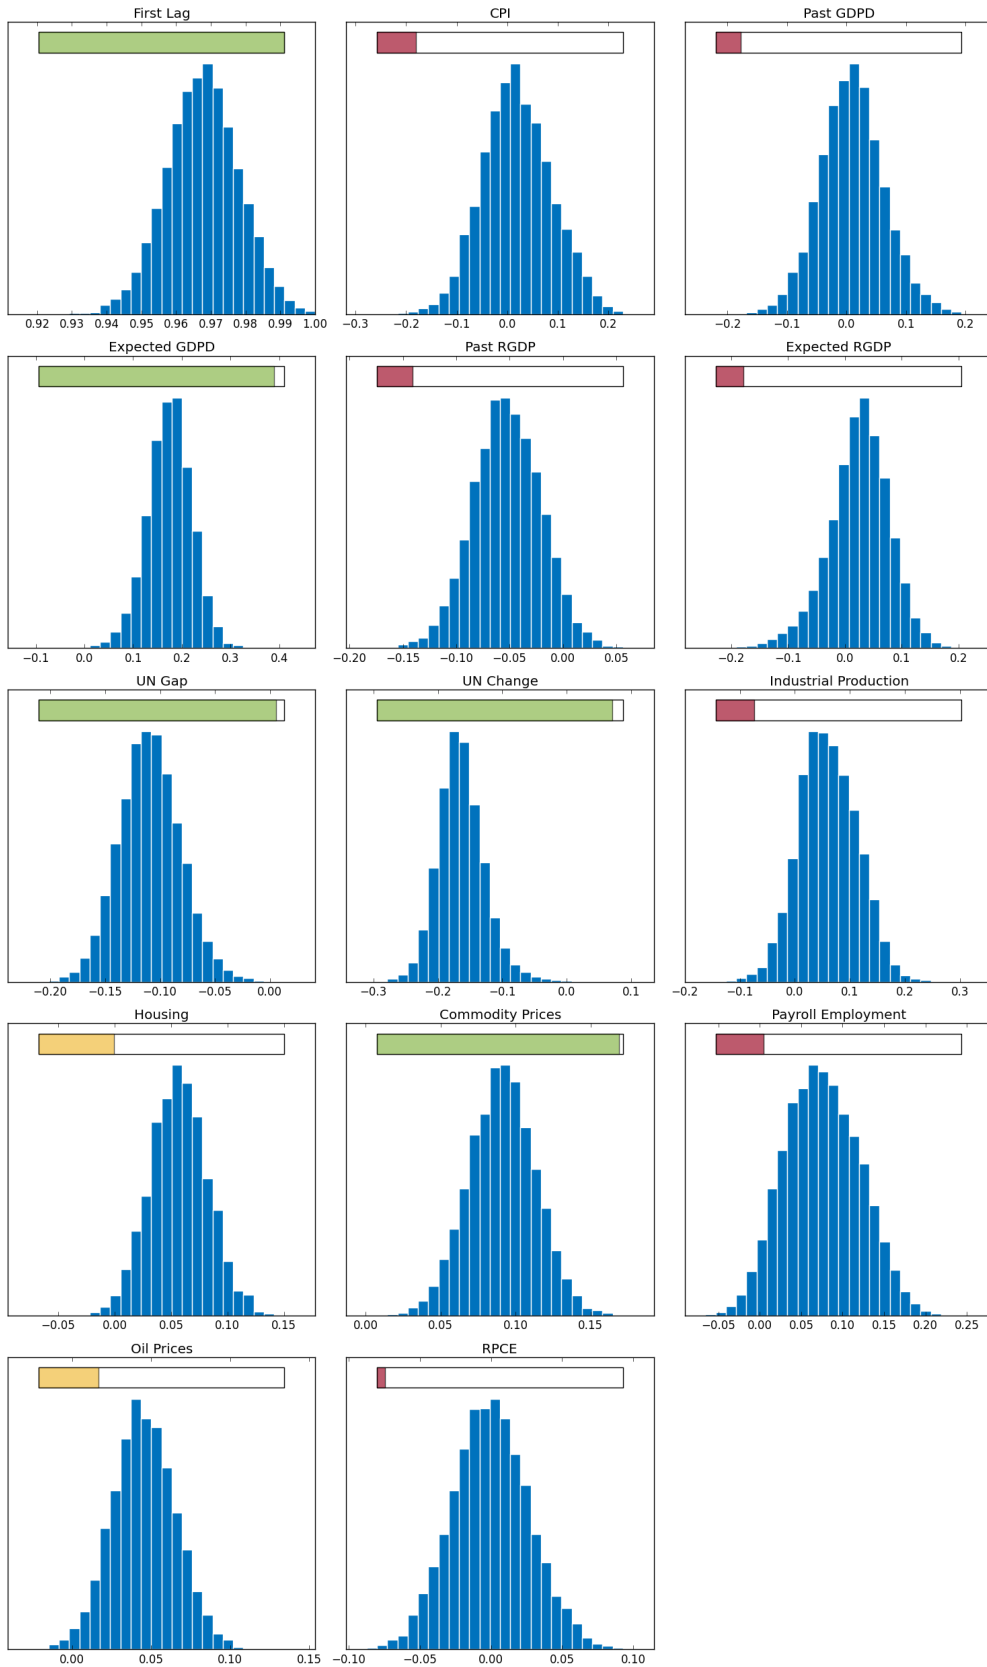 First Lag CPI Past GDPD
0.92 0.93 0.94 0.95 0.96 0.97 0.98 0.99 1.00 −0.3 −0.1 0.0 0.1 0.2 −0.2 −0.1 0.0 0.1 0.2
Expected GDPD Past RGDP Expected RGDP
−0.1 0.0 0.1 0.2 0.3 0.4 −0.20 −0.15 −0.10 −0.05 0.00 0.05 −0.2 −0.1 0.0 0.1 0.2
UN Gap UN Change Industrial Production
−0.20 −0.15 −0.10 −0.05 0.00 −0.3 −0.2 −0.1 0.0 0.1 −0.2 −0.1 0.0 0.1 0.2 0.3
Housing Commodity Prices Payroll Employment
−0.05 0.00 0.05 0.10 0.15 0.00 0.05 0.10 0.15 −0.05 0.00 0.05 0.10 0.15 0.20 0.25
Oil Prices RPCE
0.00 0.05 0.10 0.15 −0.10 −0.05 0.00 0.05 0.10